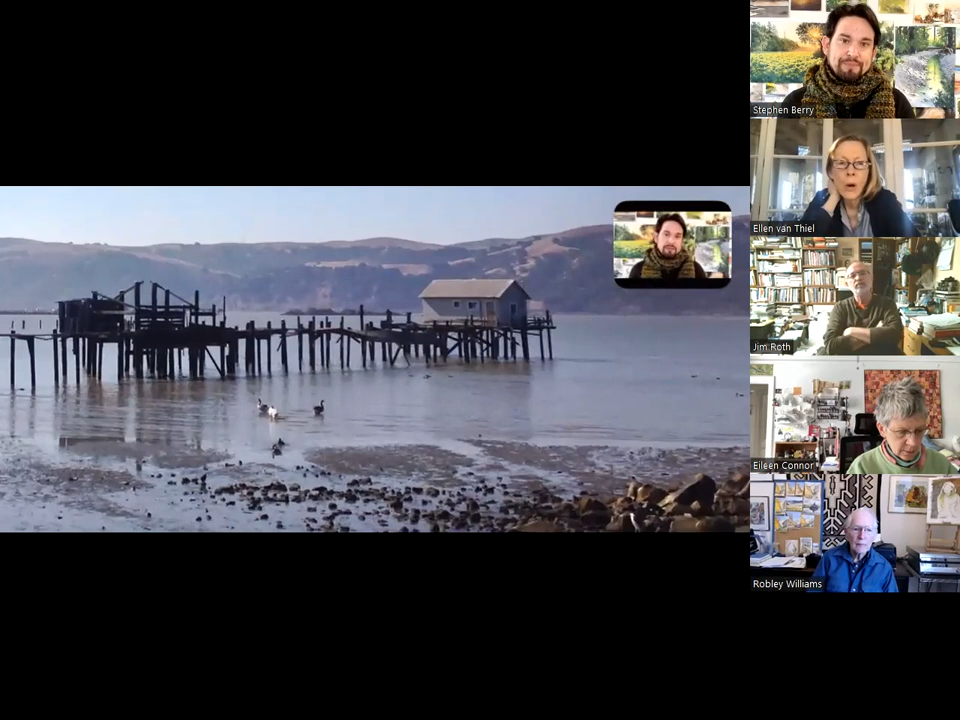 Stephen Berry
Ellen van Thiel
Jim Roth
Eileen Connor
Robley Williams